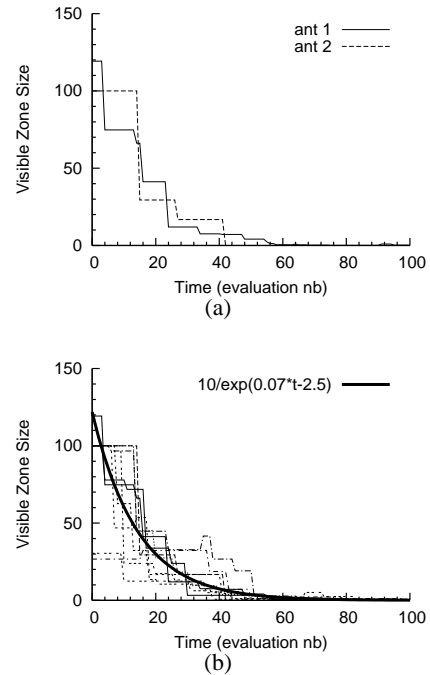 ant 1
ant 2
Visible Zone Size
150
100
50
0
0 20 40 60 80 100
Time (evaluation nb)
(a)
10/exp(0.07*t-2.5)
Visible Zone Size
150
100
50
0
0 20 40 60 80 100
Time (evaluation nb)
(b)